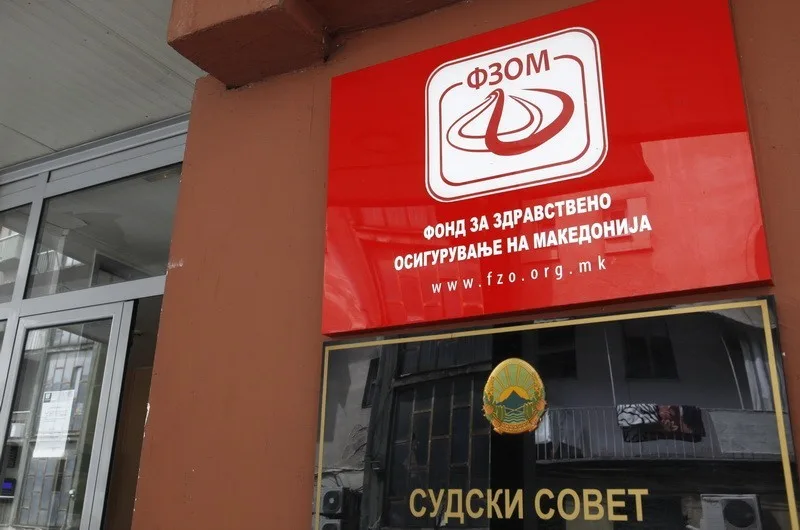 ФЗОМ
ФОНД ЗА ЗДРАВСТВЕНО
ОСИГУРУВАЊЕ НА МАКЕДОНИЈА
www.fzo.org.mk
СУДСКИ СОВЕТ